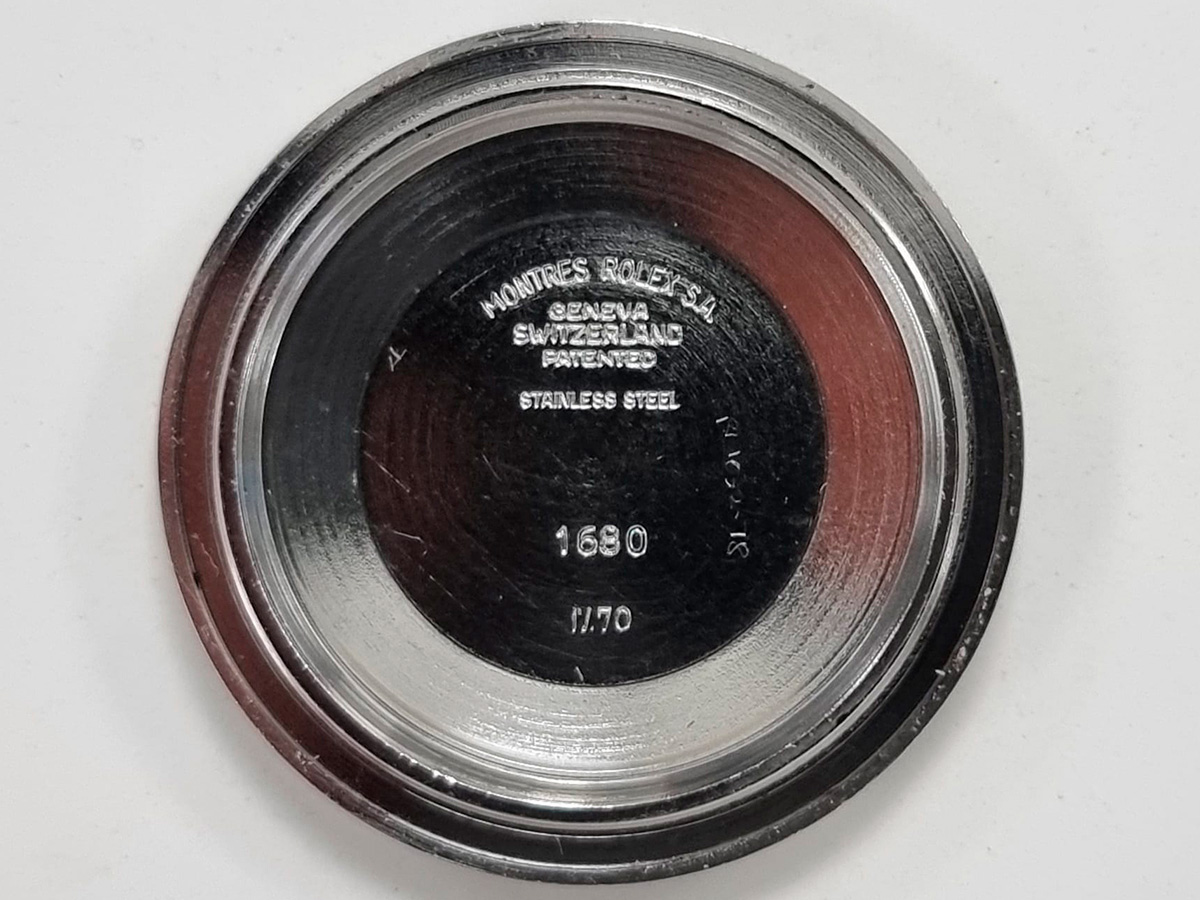 MONTRES ROLEX S.A.
GENEVA
SWITZERLAND
PATENTED
STAINLESS STEEL
1680